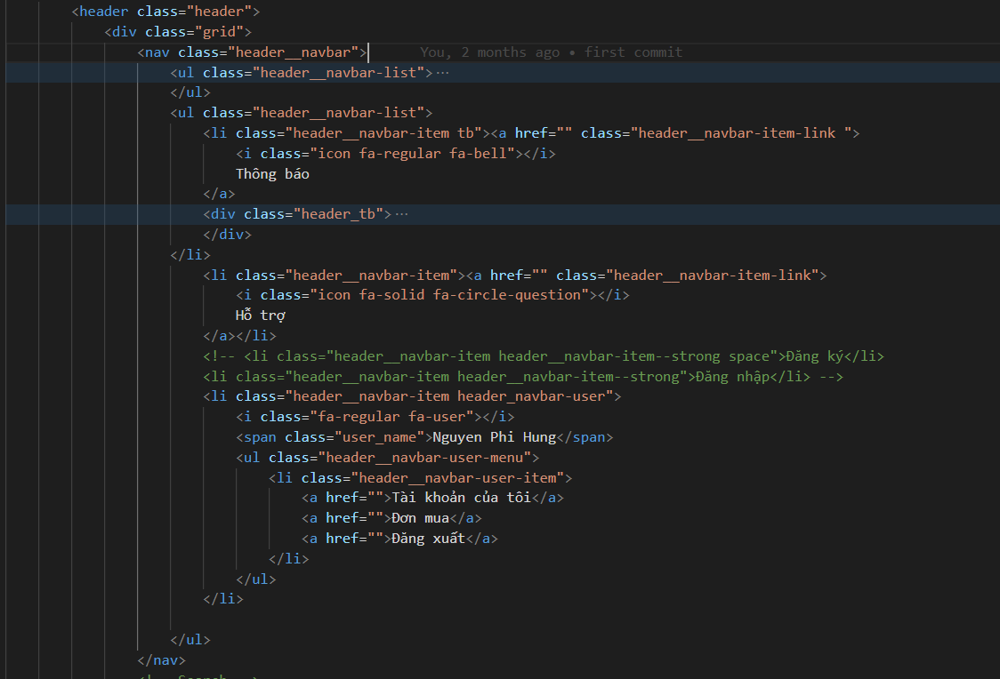 <header class="header">
<div class="grid">
<nav class="header__navbar"> You, 2 months ago • first commit
<ul class="header__navbar-list">⋯
</ul>
<ul class="header__navbar-list">
<li class="header__navbar-item tb"><a href="" class="header__navbar-item-link ">
<i class="icon fa-regular fa-bell"></i>
Thông báo
</a>
<div class="header_tb">⋯
</div>
</li>
<li class="header__navbar-item"><a href="" class="header__navbar-item-link">
<i class="icon fa-solid fa-circle-question"></i>
Hỗ trợ
</a></li>
<!-- <li class="header__navbar-item header__navbar-item--strong space">Đăng ký</li>
<li class="header__navbar-item header__navbar-item--strong">Đăng nhập</li> -->
<li class="header__navbar-item header_navbar-user">
<i class="fa-regular fa-user"></i>
<span class="user_name">Nguyen Phi Hung</span>
<ul class="header__navbar-user-menu">
<li class="header__navbar-user-item">
<a href="">Tài khoản của tôi</a>
<a href="">Đơn mua</a>
<a href="">Đăng xuất</a>
</li>
</ul>
</li>
</ul>
</nav>